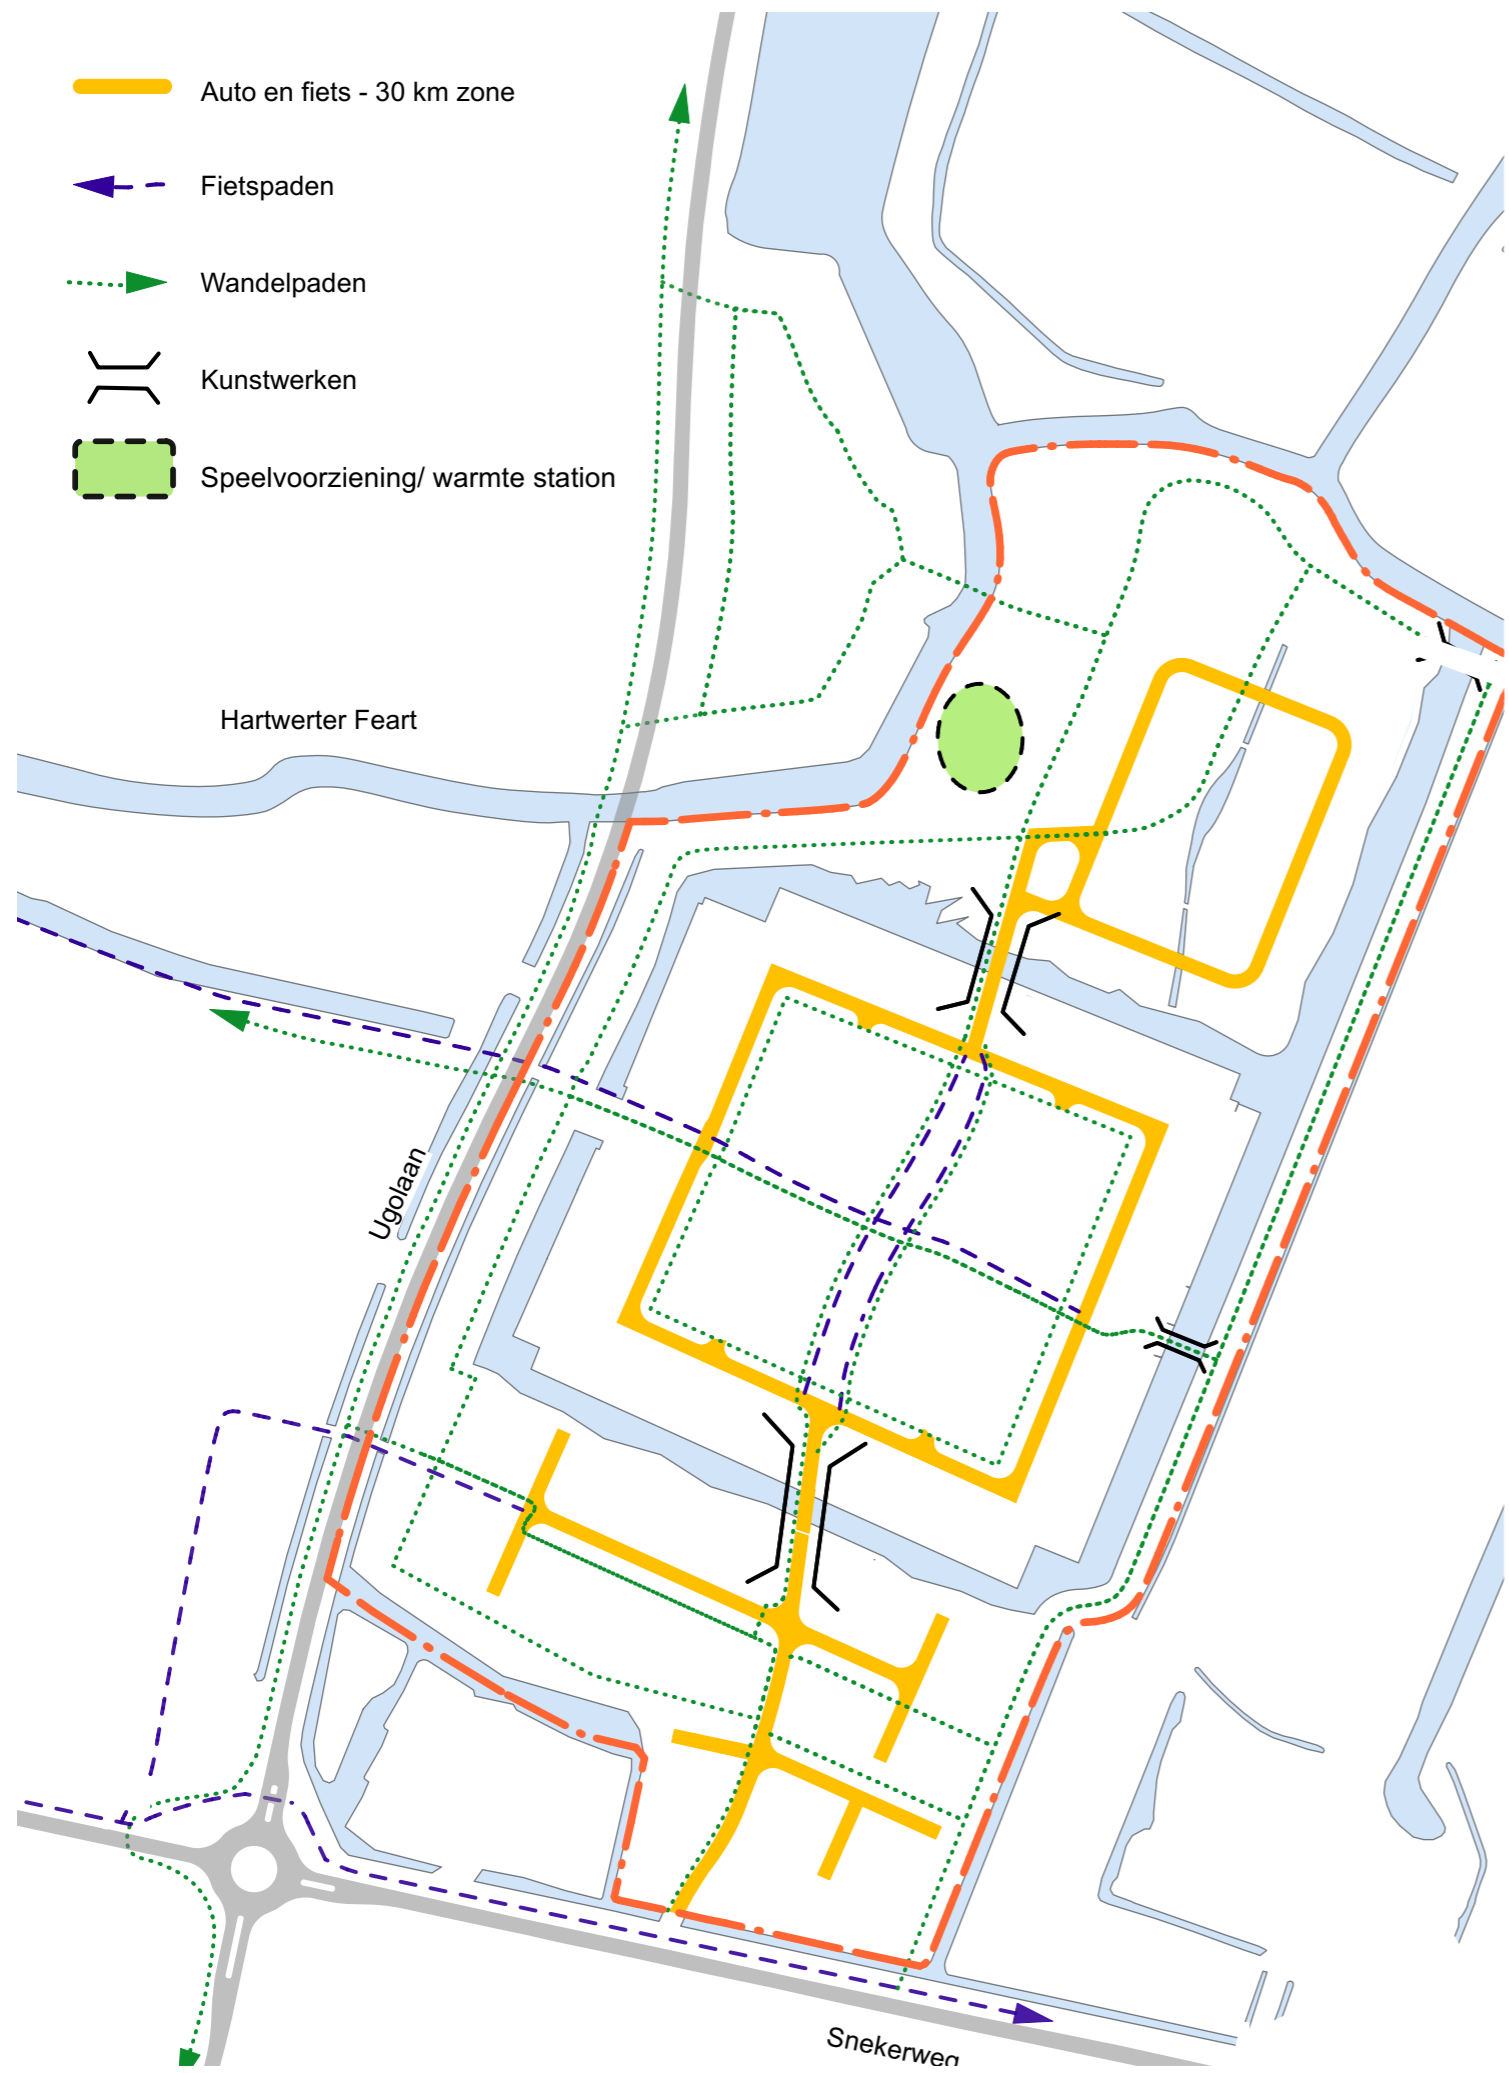 Auto en fiets - 30 km zone
Fietspaden
Wandelpaden
Kunstwerken
Speelvoorziening/ warmte station
Hartwerter Feart
Ugolaan
Snekerweg